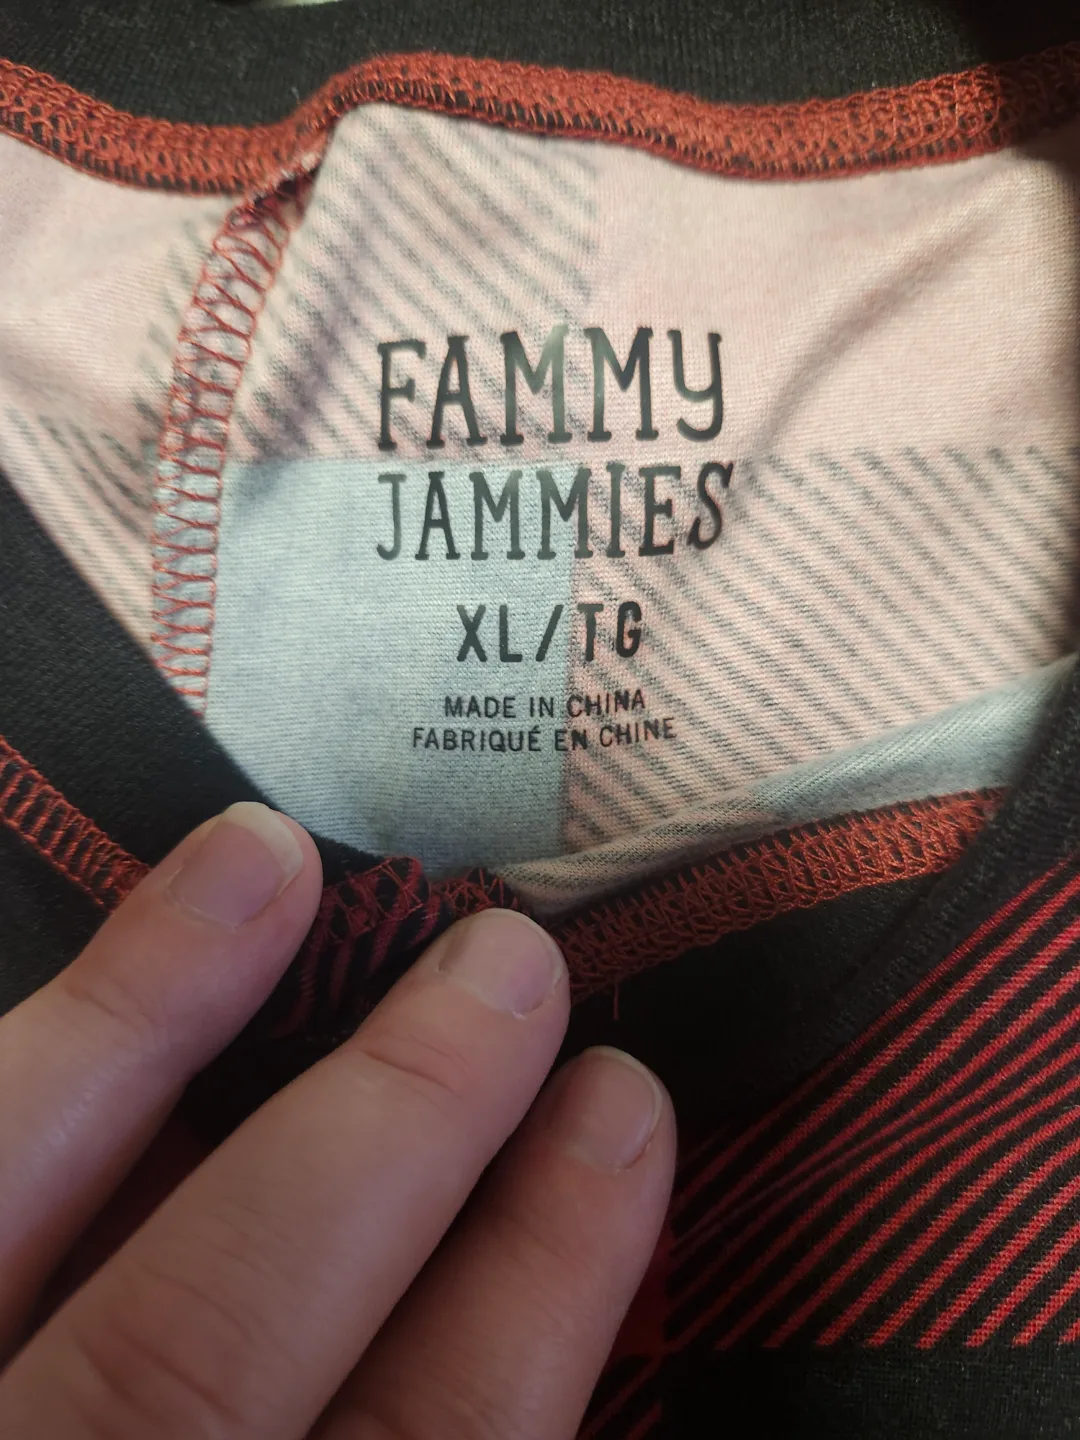 FAMMY
JAMMIES
XL/TG
MADE IN CHINA
FABRIQUÉ EN CHINE